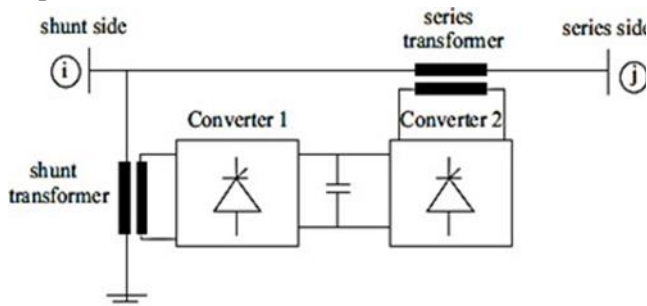 shunt side
series
transformer
series side
i
j
Converter 1
Converter 2
shunt
transformer